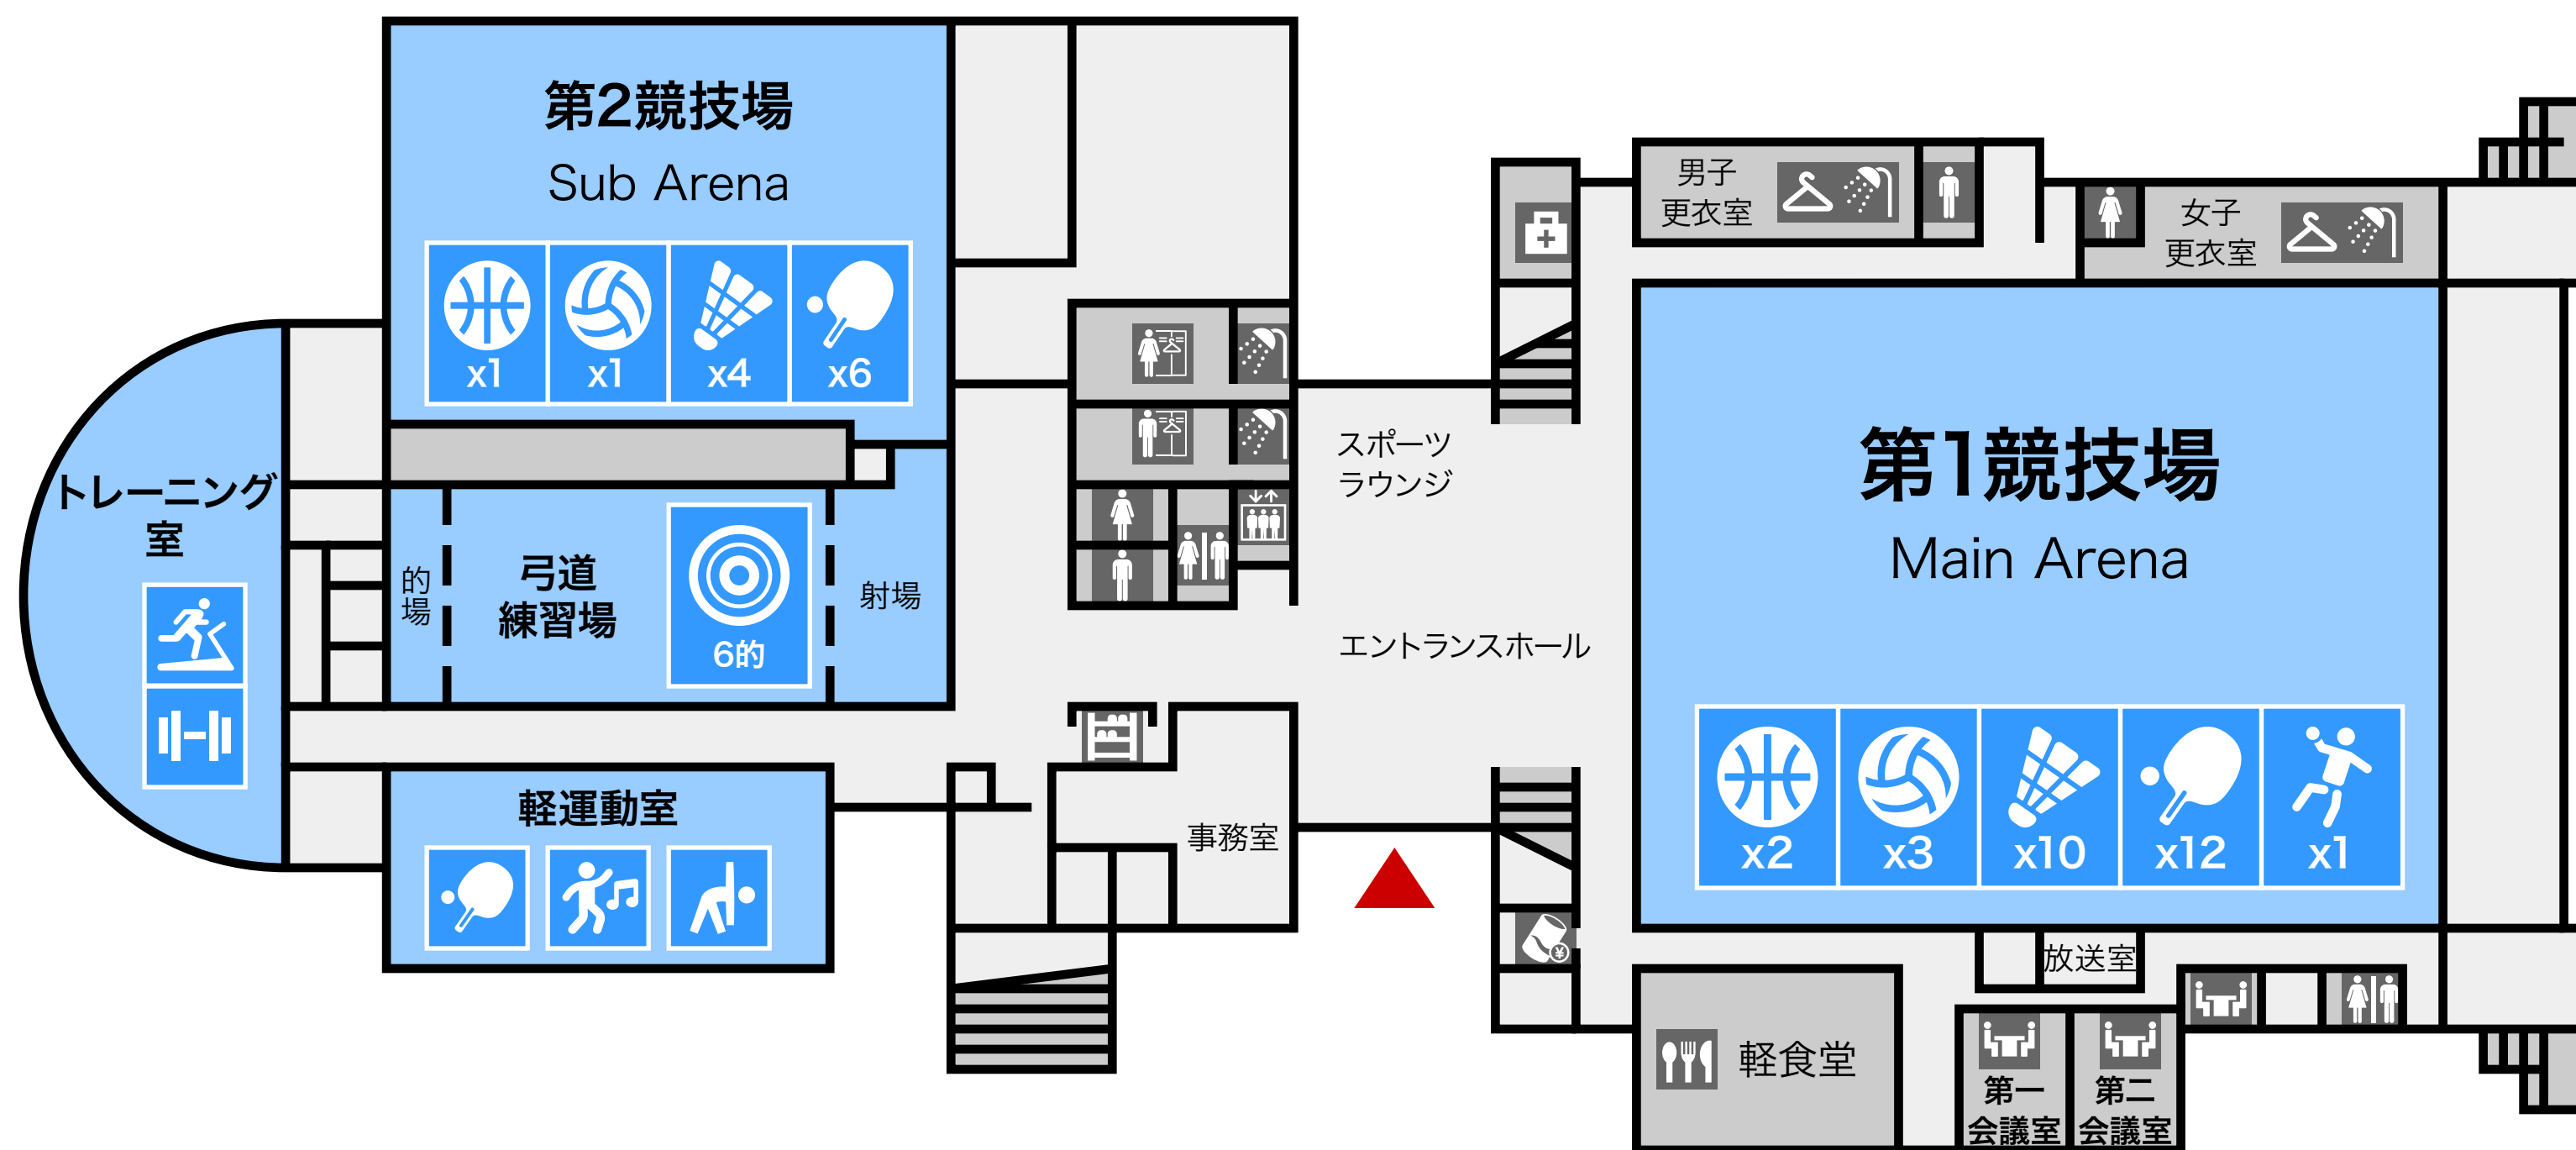 第2競技場
Sub Arena
x1
x1
x4
x6
男子
更衣室
女子
更衣室
スポーツ
ラウンジ
第1競技場
Main Arena
トレーニング
室
的
場
弓道
練習場
6的
射場
エントランスホール
x2
x3
x10
x12
x1
軽運動室
事務室
¥
放送室
軽食堂
第一
会議室
第二
会議室